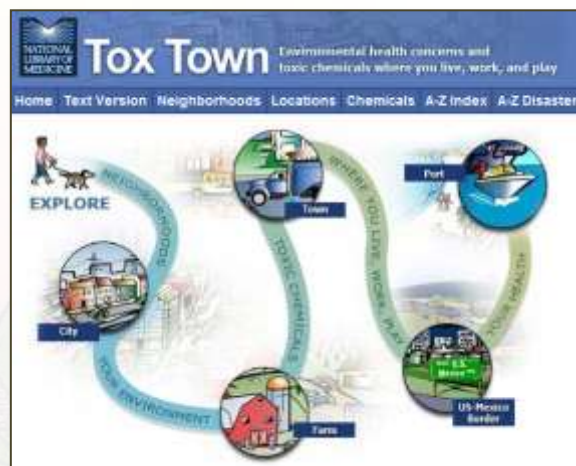 NATIONAL
LIBRARY OF
MEDICINE
Tox Town
Environmental health concerns and
toxic chemicals where you live, work, and play
Home Text Version Neighborhoods Locations Chemicals A-Z Index A-Z Disaster
EXPLORE
NEIGHBORHOODS
City
YOUR ENVIRONMENT
Farm
TOXIC CHEMICALS
Town
WHERE YOU LIVE, WORK, PLAY
U.S.
Mexico
US-Mexico
Border
YOUR HEALTH
Port